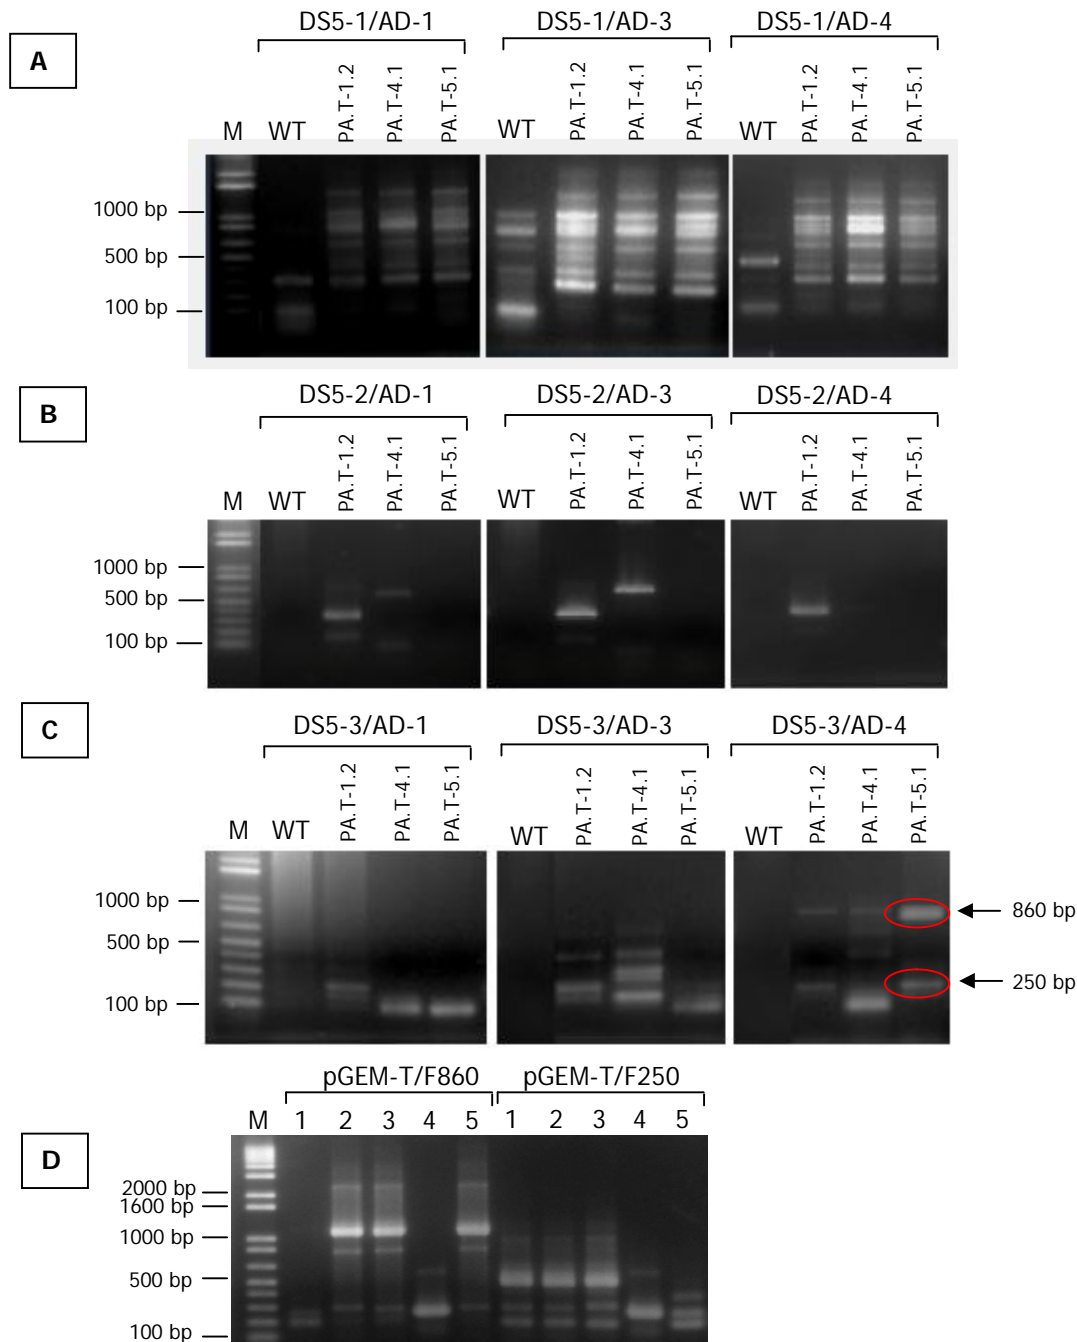 A
DS5-1/AD-1 DS5-1/AD-3 DS5-1/AD-4
M WT PA.T-1.2 PA.T-4.1 PA.T-5.1 WT PA.T-1.2 PA.T-4.1 PA.T-5.1 WT PA.T-1.2 PA.T-4.1 PA.T-5.1
1000 bp
500 bp
100 bp
B
DS5-2/AD-1 DS5-2/AD-3 DS5-2/AD-4
M WT PA.T-1.2 PA.T-4.1 PA.T-5.1 WT PA.T-1.2 PA.T-4.1 PA.T-5.1 WT PA.T-1.2 PA.T-4.1 PA.T-5.1
1000 bp
500 bp
100 bp
C
DS5-3/AD-1 DS5-3/AD-3 DS5-3/AD-4
M WT PA.T-1.2 PA.T-4.1 PA.T-5.1 WT PA.T-1.2 PA.T-4.1 PA.T-5.1 WT PA.T-1.2 PA.T-4.1 PA.T-5.1
1000 bp
860 bp
500 bp
250 bp
100 bp
D
pGEM-T/F860 pGEM-T/F250
M 1 2 3 4 5 1 2 3 4 5
2000 bp
1600 bp
1000 bp
500 bp
100 bp